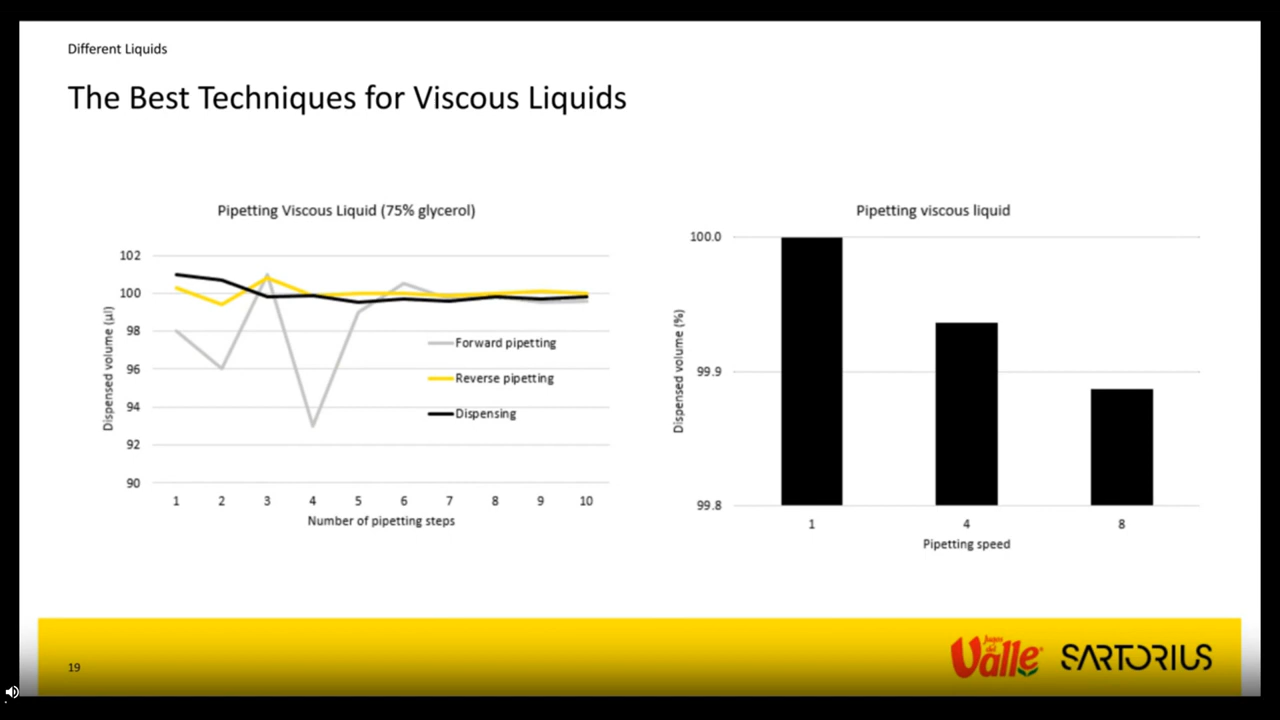 Different Liquids
The Best Techniques for Viscous Liquids
Pipetting Viscous Liquid (75% glycerol)
102
100
98
96
94
92
90
Dispensed volume (µl)
Forward pipetting
Reverse pipetting
Dispensing
1 2 3 4 5 6 7 8 9 10
Number of pipetting steps
Pipetting viscous liquid
100.0
99.9
99.8
Dispensed volume (%)
1 4 8
Pipetting speed
19
Jugos
del
Valle
SARTORIUS